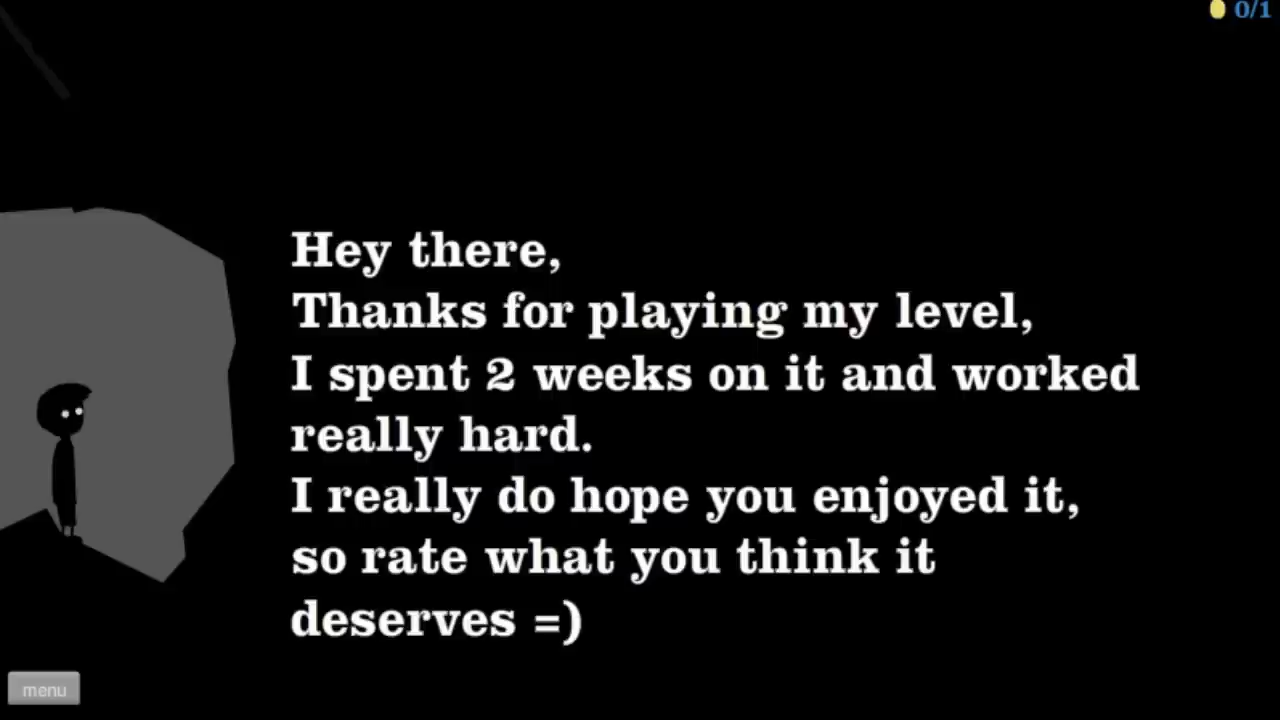 0/1
Hey there,
Thanks for playing my level,
I spent 2 weeks on it and worked
really hard.
I really do hope you enjoyed it,
so rate what you think it
deserves =)
menu